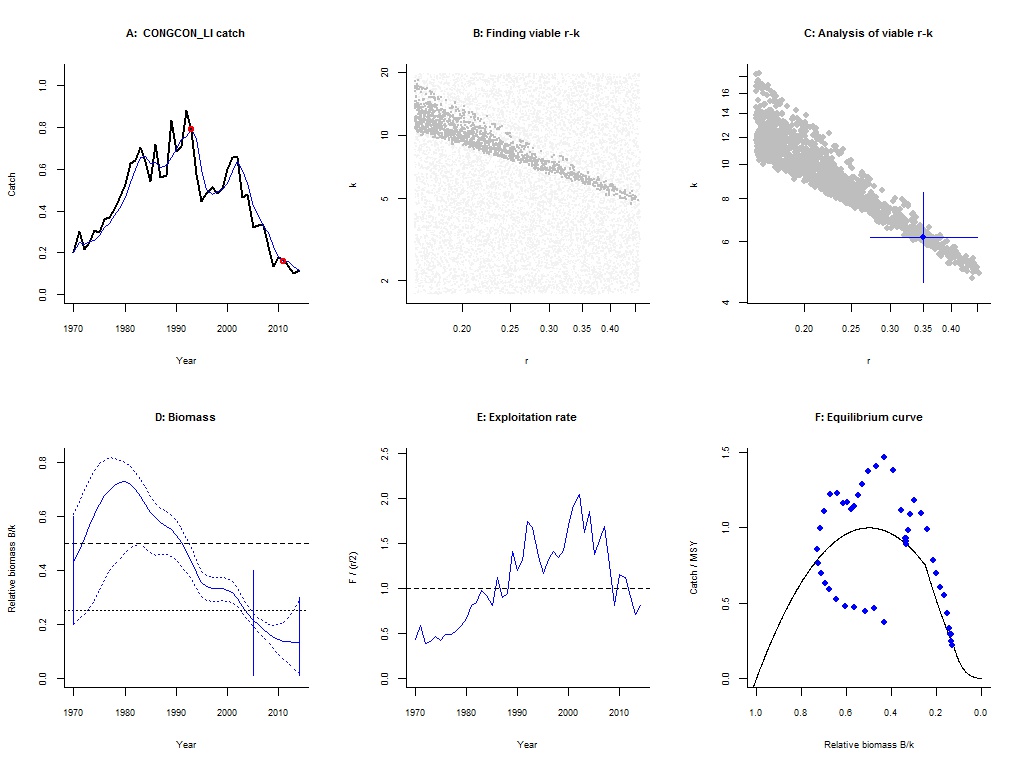 A: CONGCON_LI catch
Catch
0.0 0.2 0.4 0.6 0.8 1.0
1970 1980 1990 2000 2010
Year
B: Finding viable r-k
k
2 5 10 20
0.20 0.25 0.30 0.35 0.40
r
C: Analysis of viable r-k
k
4 6 8 10 12 14 16
0.20 0.25 0.30 0.35 0.40
r
D: Biomass
Relative biomass B/k
0.0 0.2 0.4 0.6 0.8
1970 1980 1990 2000 2010
Year
E: Exploitation rate
F / (r/2)
0.0 0.5 1.0 1.5 2.0 2.5
1970 1980 1990 2000 2010
Year
F: Equilibrium curve
Catch / MSY
0.0 0.5 1.0 1.5
1.0 0.8 0.6 0.4 0.2 0.0
Relative biomass B/k